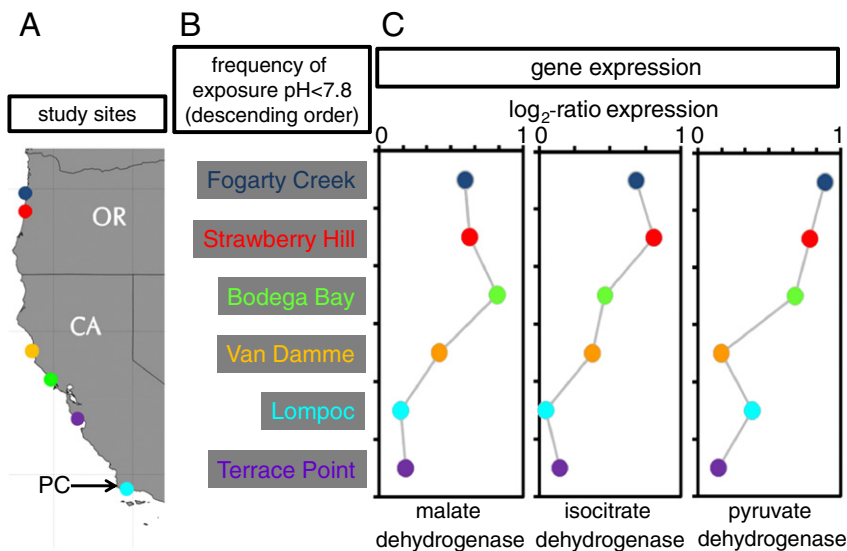 A
B
C
study sites
frequency of
exposure pH<7.8
(descending order)
gene expression
log2-ratio expression
0 1 0 1 0 1
OR
CA
PC
Fogarty Creek
Strawberry Hill
Bodega Bay
Van Damme
Lompoc
Terrace Point
malate
dehydrogenase
isocitrate
dehydrogenase
pyruvate
dehydrogenase